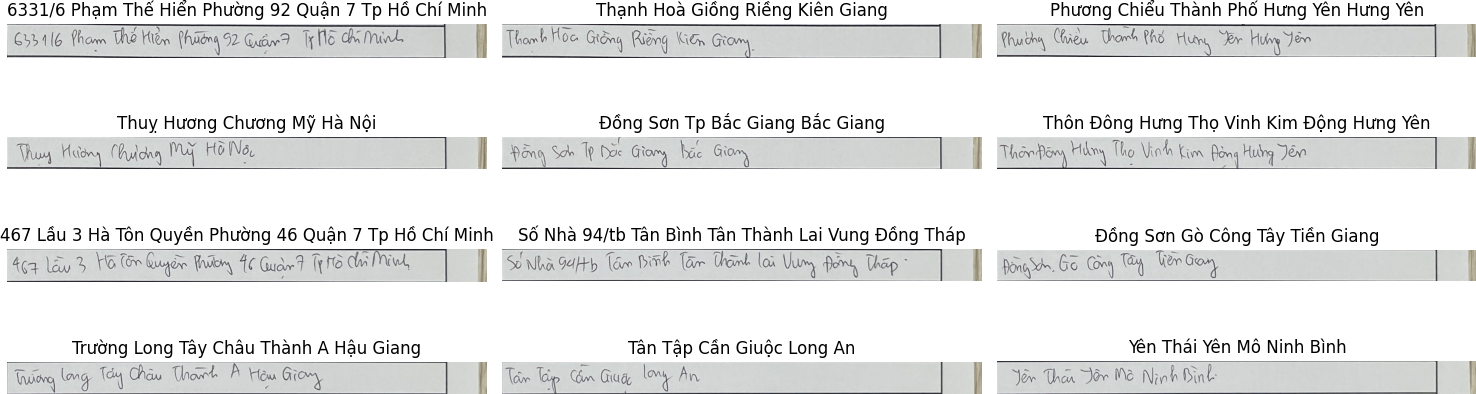 6331/6 Phạm Thế Hiển Phường 92 Quận 7 Tp Hồ Chí Minh
Thạnh Hoà Giồng Riềng Kiên Giang
Phương Chiểu Thành Phố Hưng Yên Hưng Yên
6331/6 Phạm Thế Hiển Phường 92 Quận 7 Tp Hồ Chí Minh
Thạnh Hòa Giồng Riềng Kiên Giang.
Phương Chiểu Thành Phố Hưng Yên Hưng Yên
Thuỵ Hương Chương Mỹ Hà Nội
Đồng Sơn Tp Bắc Giang Bắc Giang
Thôn Đông Hưng Thọ Vinh Kim Động Hưng Yên
Thụy Hương Chương Mỹ Hà Nội
Đồng Sơn Tp Bắc Giang Bắc Giang
Thôn Đông Hưng Thọ Vinh Kim Động Hưng Yên
467 Lầu 3 Hà Tôn Quyền Phường 46 Quận 7 Tp Hồ Chí Minh
Số Nhà 94/tb Tân Bình Tân Thành Lai Vung Đồng Tháp
Đồng Sơn Gò Công Tây Tiền Giang
467 Lầu 3 Hà Tôn Quyền Phường 46 Quận 7 Tp Hồ Chí Minh
Số Nhà 94/tb Tân Bình Tân Thành Lai Vung Đồng Tháp.
Đồng Sơn. Gò Công Tây Tiền Giang
Trường Long Tây Châu Thành A Hậu Giang
Tân Tập Cần Giuộc Long An
Yên Thái Yên Mô Ninh Bình
Trường Long Tây Châu Thành A Hậu Giang
Tân Tập Cần Giuộc Long An
Yên Thái Yên Mô Ninh Bình.